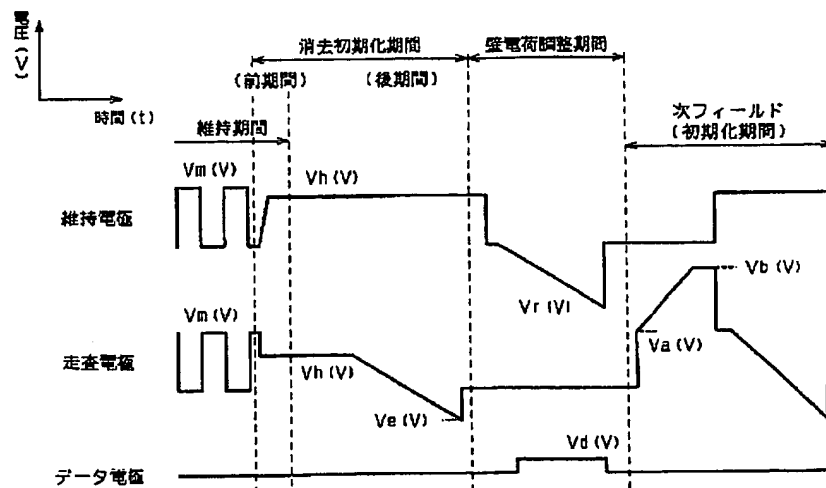 電圧(V)
時間(t)
消去初期化期間
壁電荷調整期間
(前期間)
(後期間)
維持期間
次フィールド
(初期化期間)
Vm(V)
Vh(V)
維持電極
Vr(V)
Vb(V)
Vm(V)
Va(V)
走査電極
Vh(V)
Ve(V)
Vd(V)
データ電極